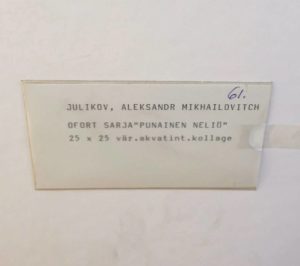 61.
JULIKOV, ALEKSANDR MIKHAILOVITCH
OFORT SARJA"PUNAINEN NELIÖ"
25 x 25 vär.akvatint.kollage